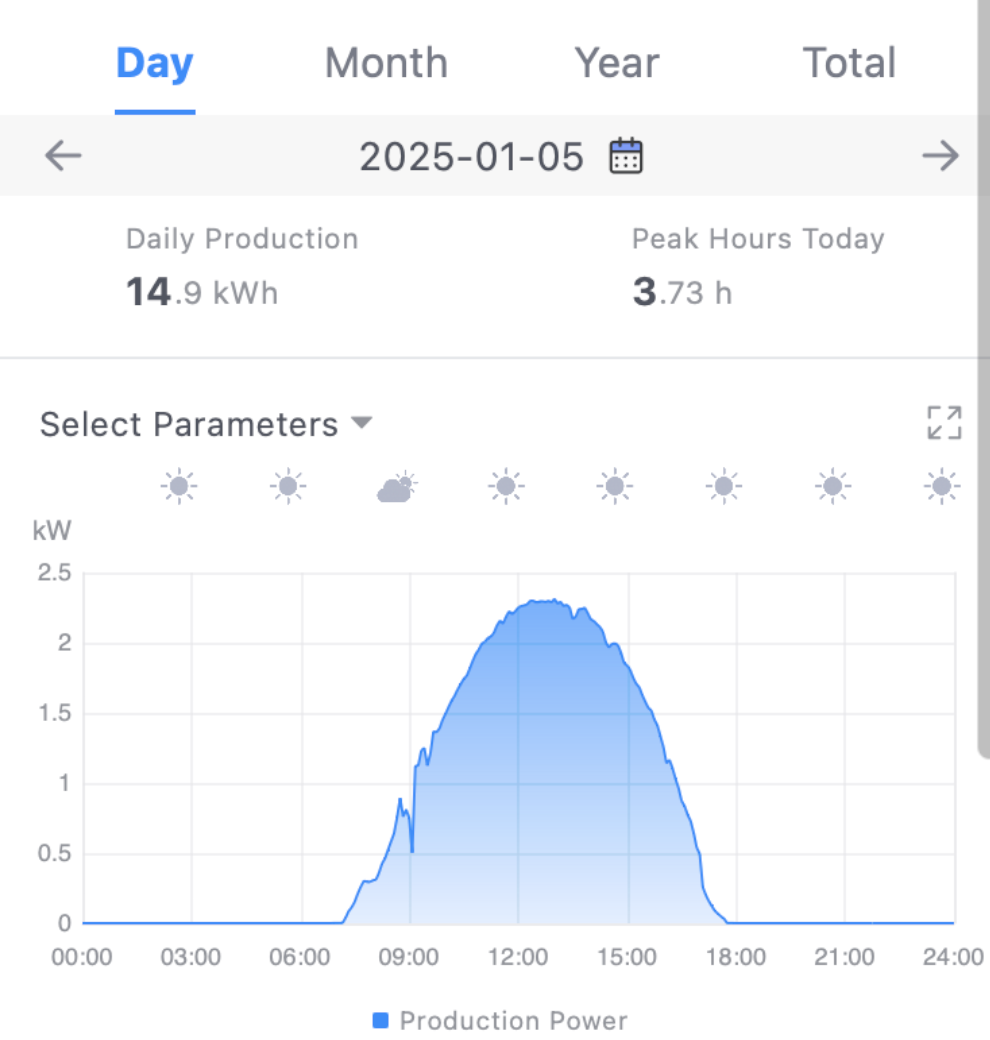 Day Month Year Total
2025-01-05
Daily Production Peak Hours Today
14.9 kWh 3.73 h
Select Parameters
kW
2.5
2
1.5
1
0.5
0
00:00 03:00 06:00 09:00 12:00 15:00 18:00 21:00 24:00
Production Power